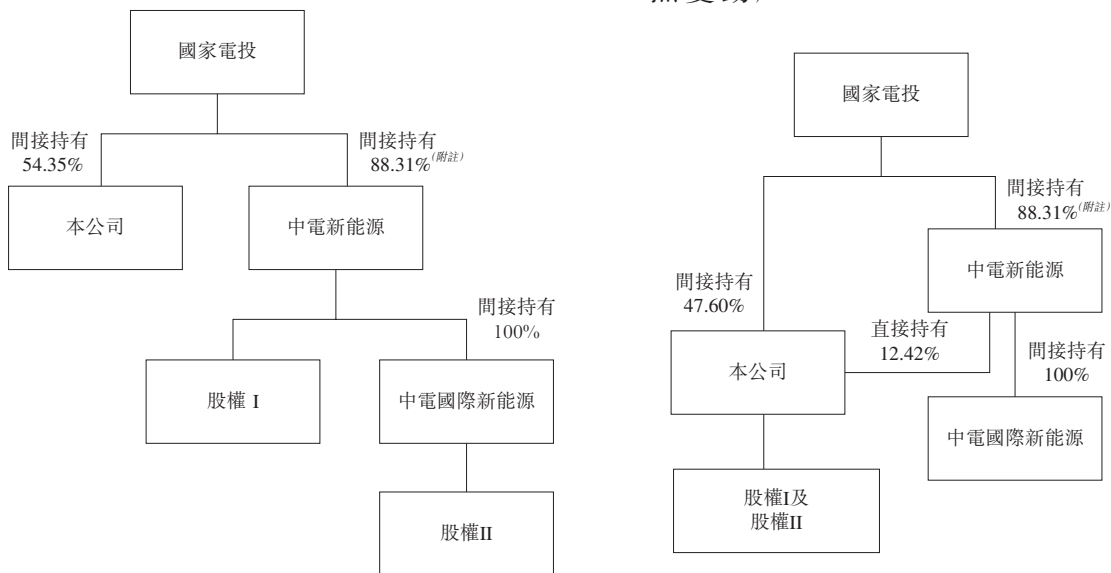 國家電投
間接持有
54.35%
間接持有
88.31%(附註)
本公司
中電新能源
間接持有
100%
股權 I
中電國際新能源
股權II
國家電投
間接持有
88.31%(附註)
中電新能源
間接持有
47.60%
直接持有
12.42%
間接持有
100%
本公司
中電國際新能源
股權I及
股權II